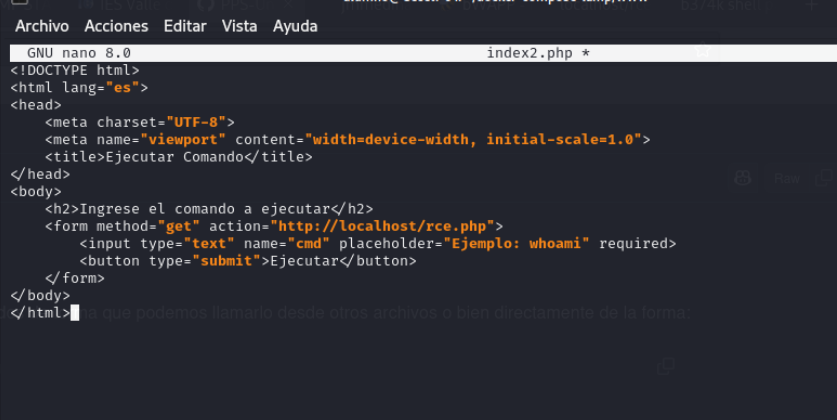 Archivo Acciones Editar Vista Ayuda
GNU nano 8.0 index2.php *
<!DOCTYPE html>
<html lang="es">
<head>
    <meta charset="UTF-8">
    <meta name="viewport" content="width=device-width, initial-scale=1.0">
    <title>Ejecutar Comando</title>
</head>
<body>
    <h2>Ingrese el comando a ejecutar</h2>
    <form method="get" action="http://localhost/rce.php">
        <input type="text" name="cmd" placeholder="Ejemplo: whoami" required>
        <button type="submit">Ejecutar</button>
    </form>
</body>
</html>
que podemos llamarlo desde otros archivos o bien directamente de la forma:
Raw
b374k shell